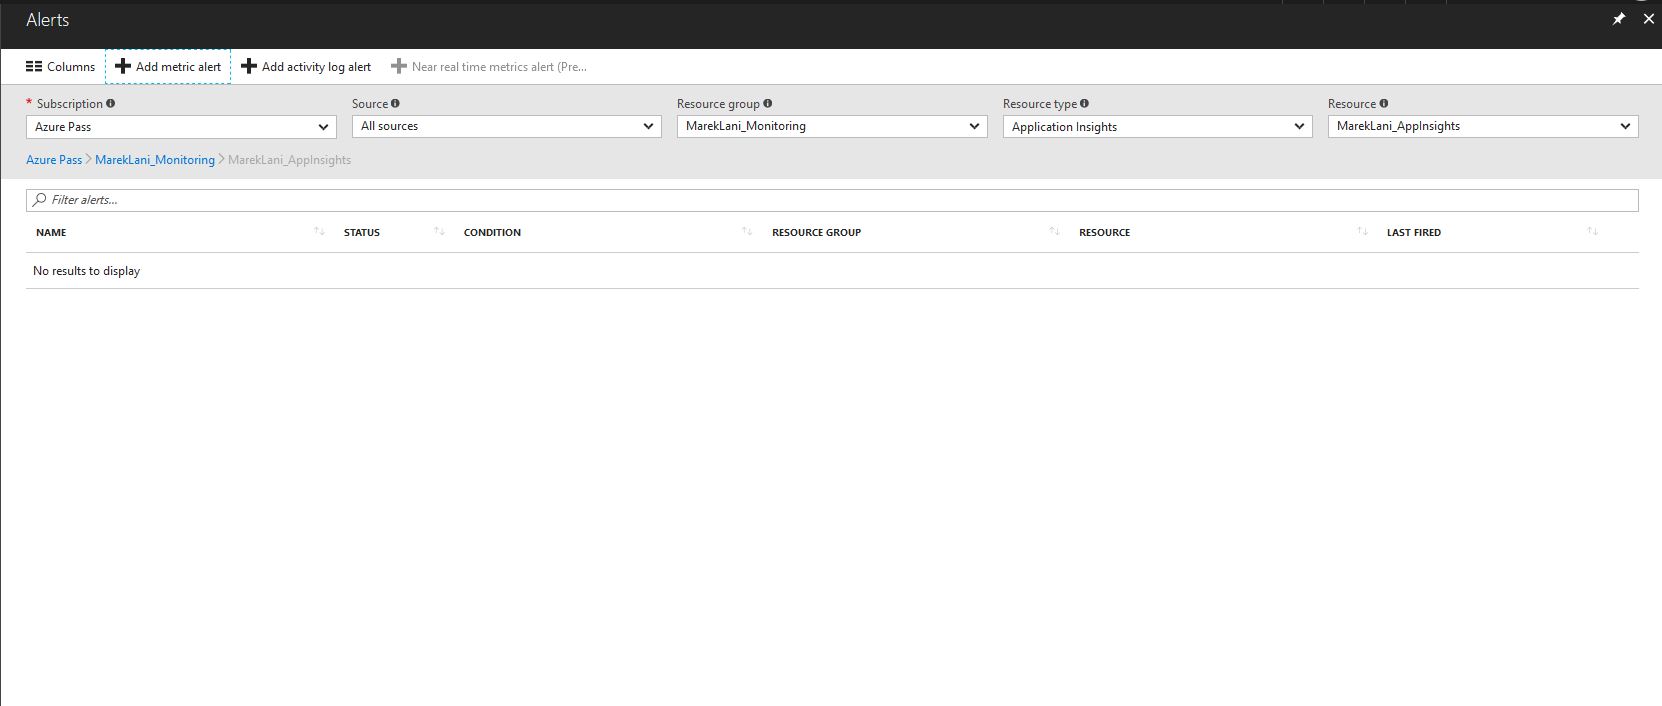 Alerts
Columns Add metric alert Add activity log alert Near real time metrics alert (Pre...
* Subscription Source Resource group Resource type Resource
Azure Pass All sources MarekLani_Monitoring Application Insights MarekLani_AppInsights
Azure Pass > MarekLani_Monitoring > MarekLani_AppInsights
Filter alerts...
NAME STATUS CONDITION RESOURCE GROUP RESOURCE LAST FIRED
No results to display